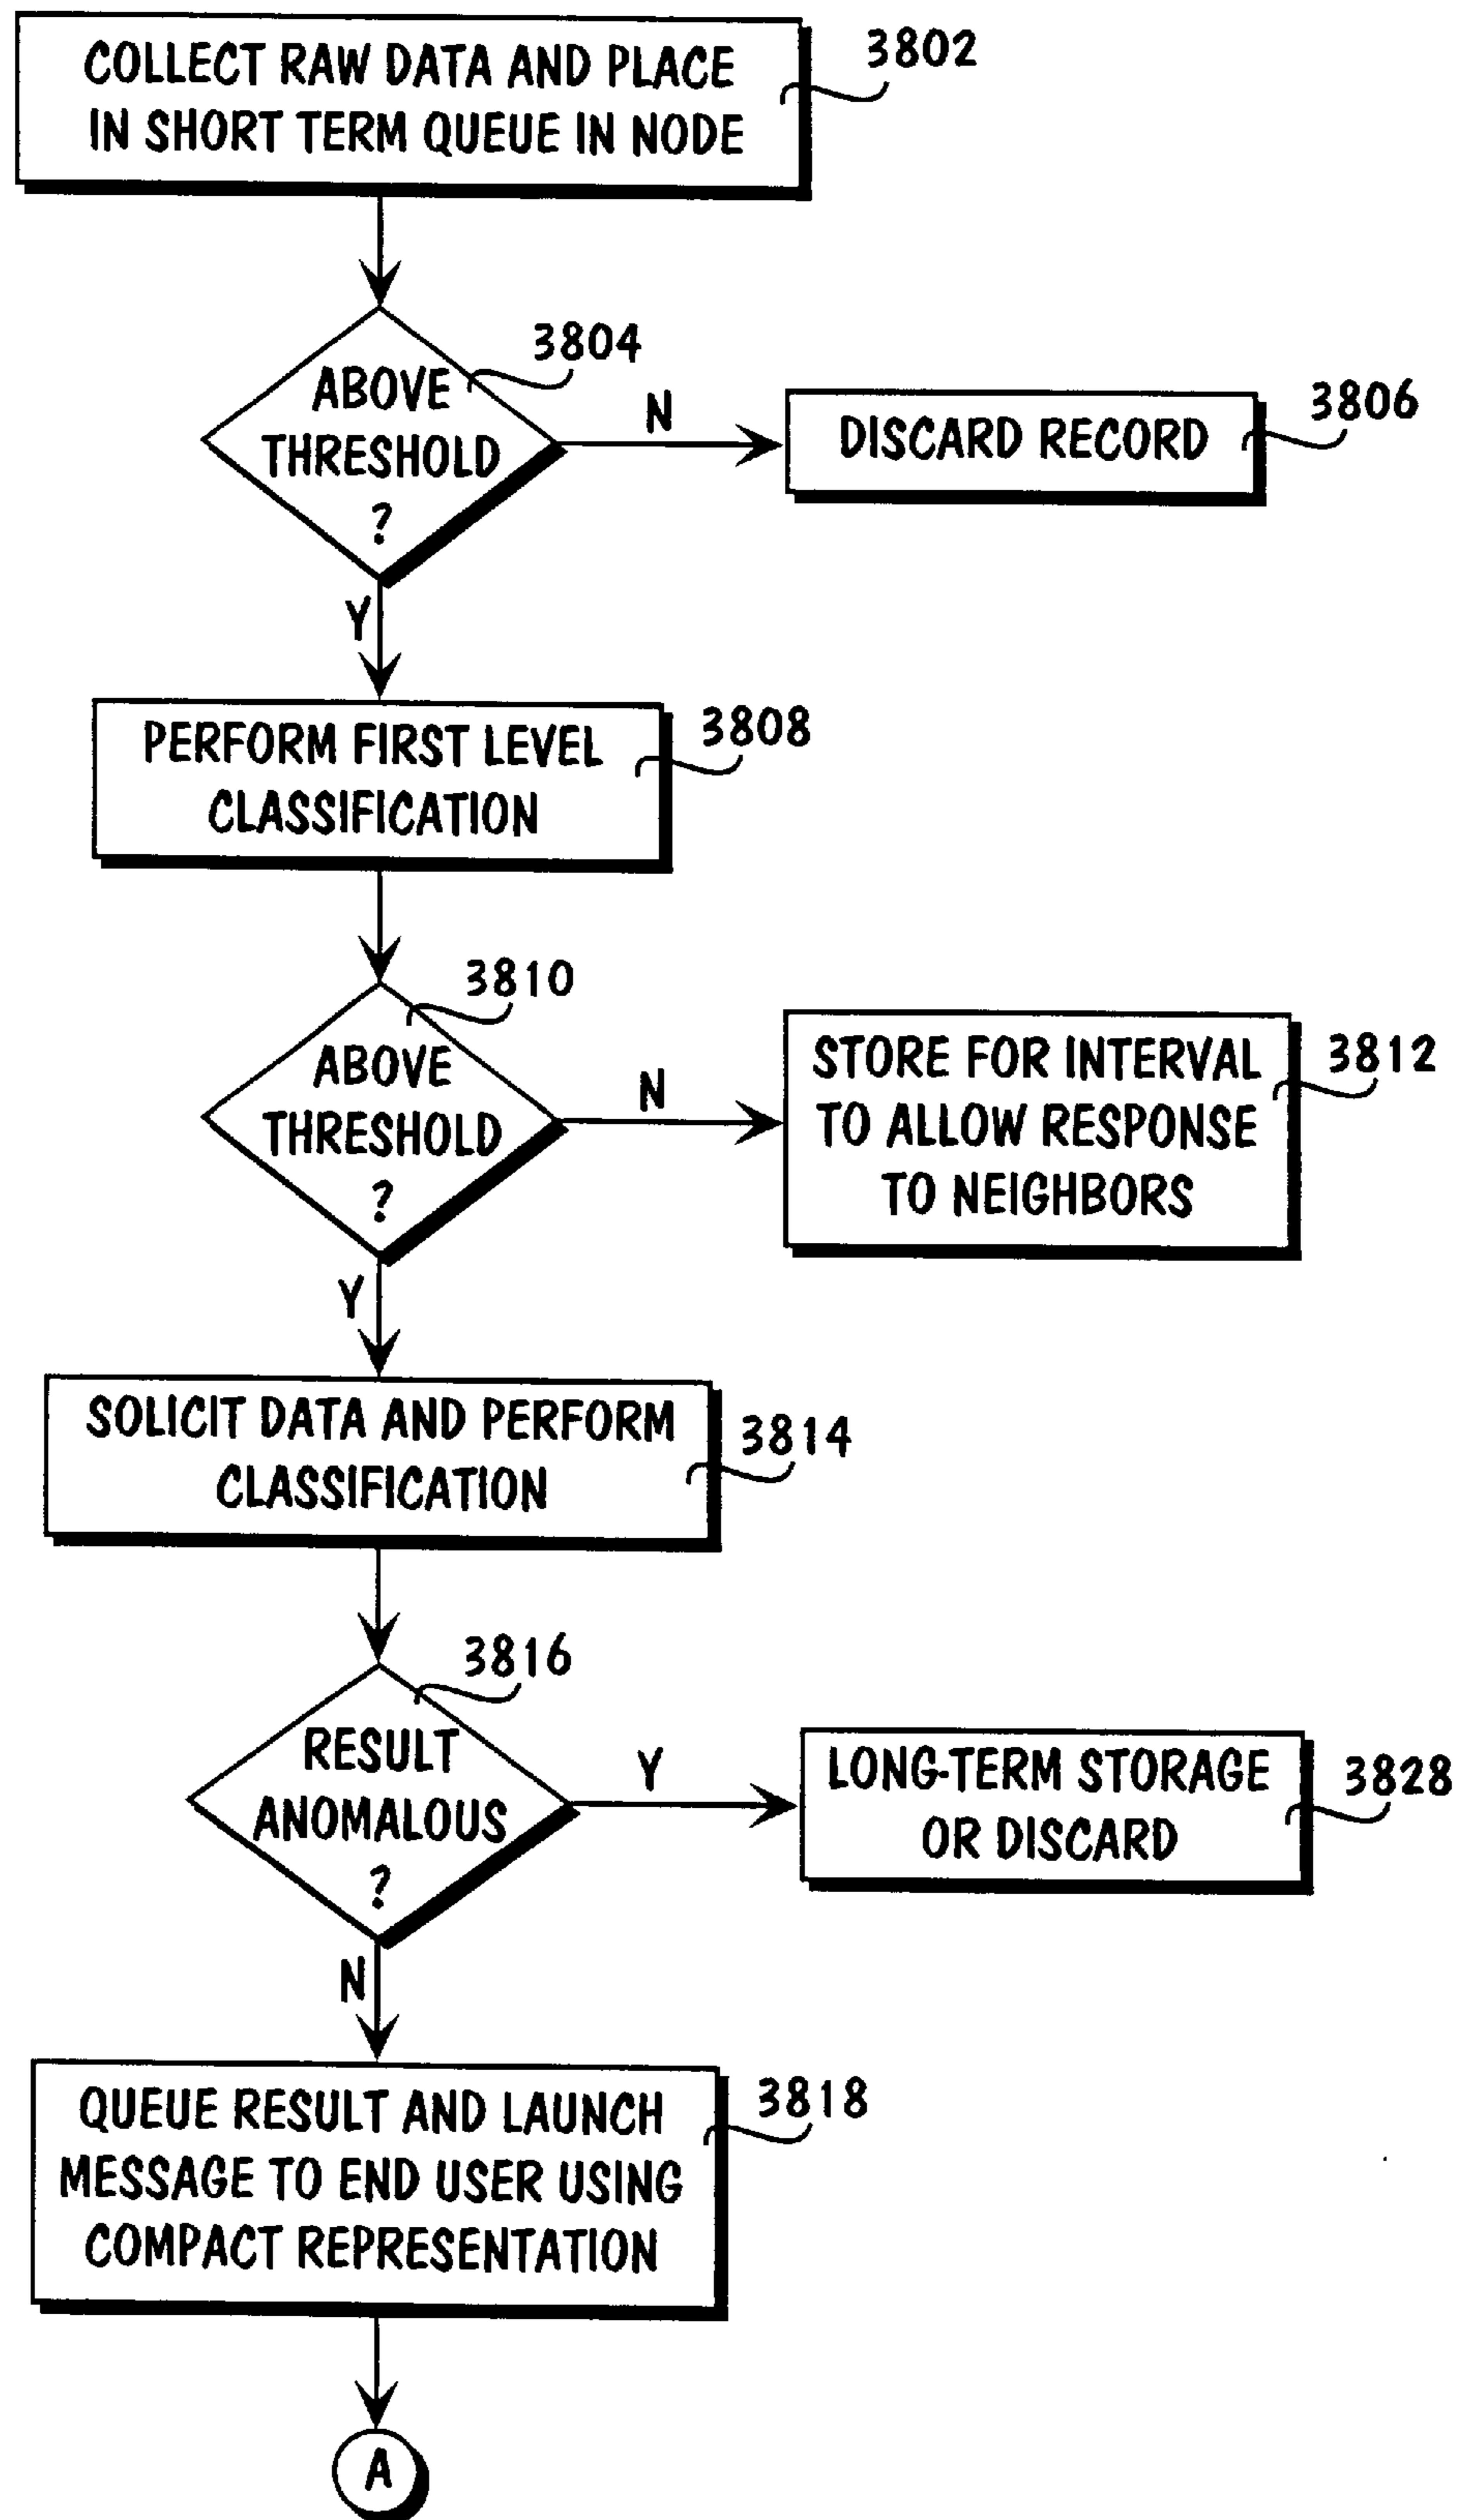 COLLECT RAW DATA AND PLACE
IN SHORT TERM QUEUE IN NODE
3802
ABOVE
THRESHOLD
?
3804
N
DISCARD RECORD
3806
Y
PERFORM FIRST LEVEL
CLASSIFICATION
3808
ABOVE
THRESHOLD
?
3810
N
STORE FOR INTERVAL
TO ALLOW RESPONSE
TO NEIGHBORS
3812
Y
SOLICIT DATA AND PERFORM
CLASSIFICATION
3814
RESULT
ANOMALOUS
?
3816
Y
LONG-TERM STORAGE
OR DISCARD
3828
N
QUEUE RESULT AND LAUNCH
MESSAGE TO END USER USING
COMPACT REPRESENTATION
3818
A